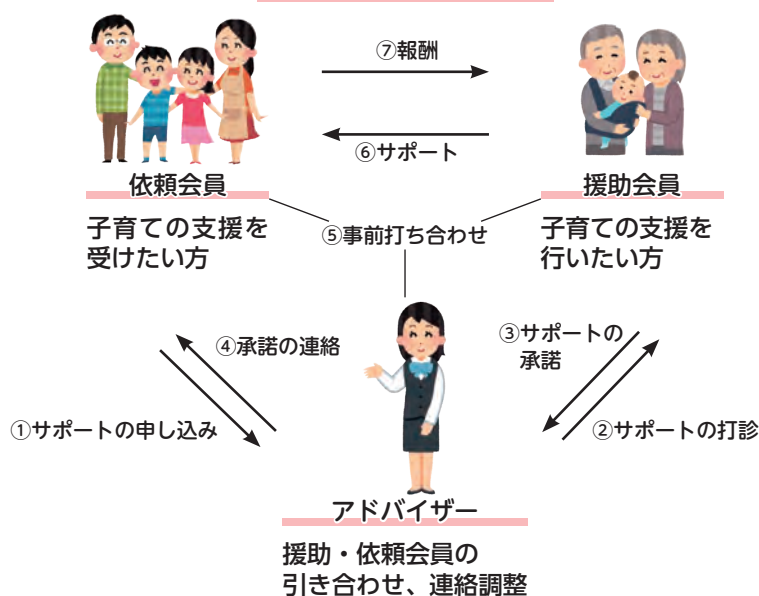 ⑦報酬
⑥サポート
依頼会員
子育ての支援を
受けたい方
援助会員
子育ての支援を
行いたい方
⑤事前打ち合わせ
④承諾の連絡
①サポートの申し込み
③サポートの
承諾
②サポートの打診
アドバイザー
援助・依頼会員の
引き合わせ、連絡調整